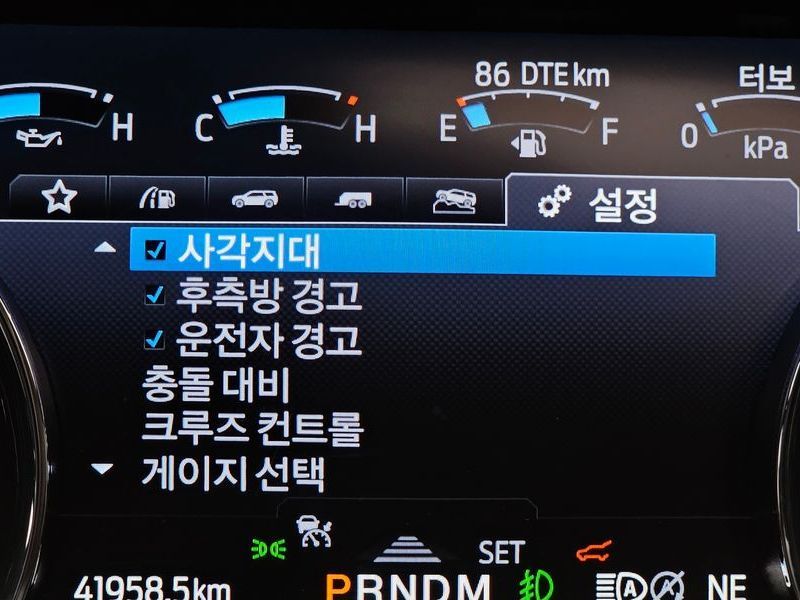 86 DTE km
터보
H
C H
E F
0
kPa
설정
사각지대
후측방 경고
운전자 경고
충돌 대비
크루즈 컨트롤
게이지 선택
SET
41958.5km
PRNDM
A
NE